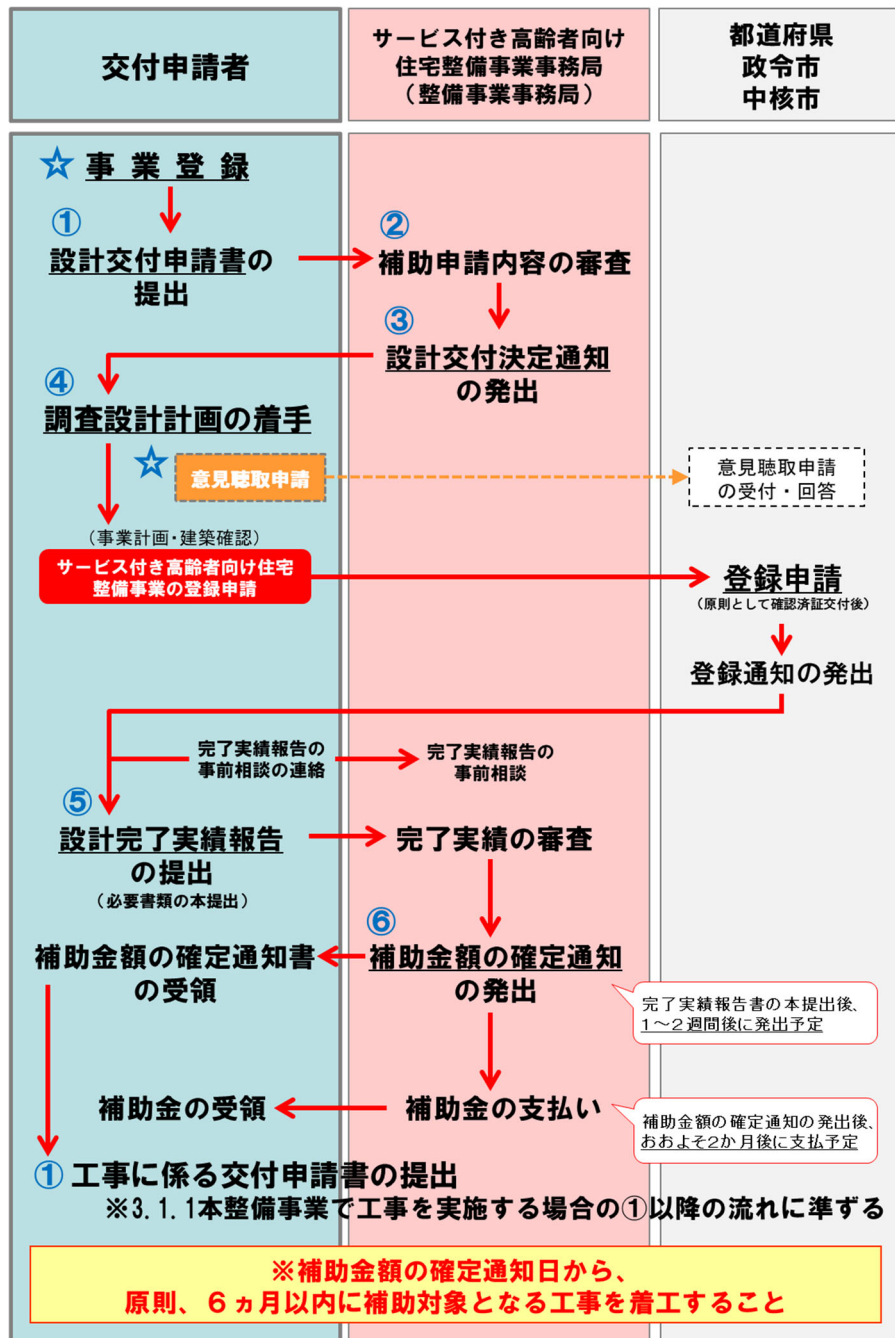 交付申請者
サービス付き高齢者向け
住宅整備事業事務局
（整備事業事務局）
都道府県
政令市
中核市
☆ 事業登録
①
設計交付申請書の
提出
②
補助申請内容の審査
③
設計交付決定通知
の発出
④
調査設計計画の着手
☆
意見聴取申請
意見聴取申請
の受付・回答
（事業計画・建築確認）
サービス付き高齢者向け住宅
整備事業の登録申請
登録申請
（原則として確認済証交付後）
登録通知の発出
完了実績報告の
事前相談の連絡
完了実績報告の
事前相談
⑤
設計完了実績報告
の提出
（必要書類の本提出）
完了実績の審査
⑥
補助金額の確定通知
の発出
補助金額の確定通知書
の受領
完了実績報告書の本提出後、
1～2週間後に発出予定
補助金の支払い
補助金の受領
補助金額の確定通知の発出後、
おおよそ2か月後に支払予定
① 工事に係る交付申請書の提出
※3.1.1本整備事業で工事を実施する場合の①以降の流れに準ずる
※補助金額の確定通知日から、
原則、６ヵ月以内に補助対象となる工事を着工すること